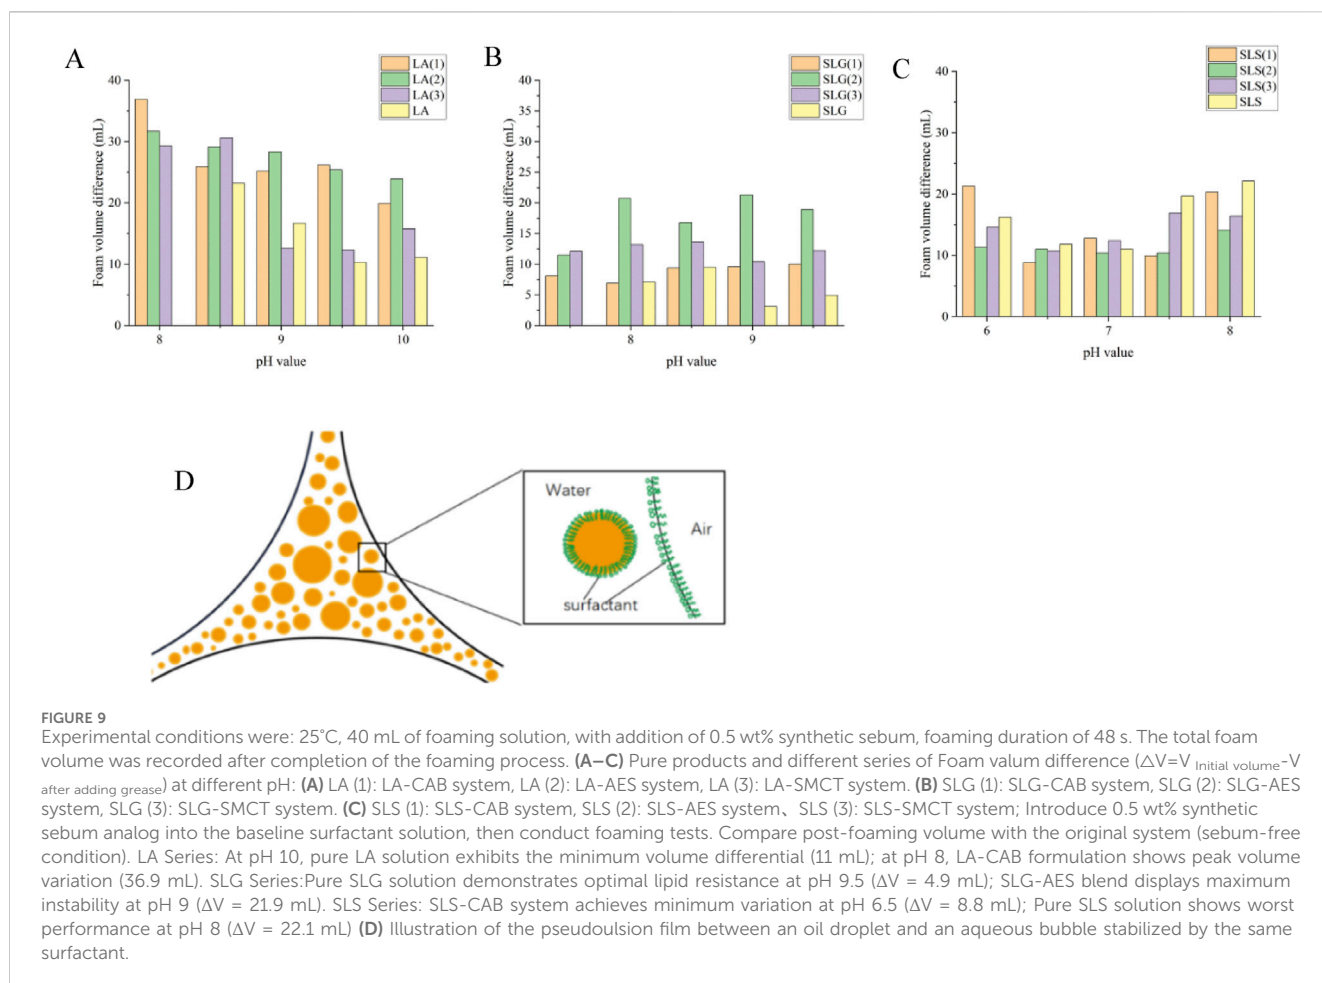 A
LA(1)
LA(2)
LA(3)
LA
40
30
20
10
0
Foam volume difference (mL)
8
9
10
pH value
B
SLG(1)
SLG(2)
SLG(3)
SLG
40
35
30
25
20
15
10
5
0
Foam volume difference (mL)
8
9
pH value
C
SLS(1)
SLS(2)
SLS(3)
SLS
40
30
20
10
0
Foam volume difference (mL)
6
7
8
pH value
D
Water
Air
surfactant
FIGURE 9
Experimental conditions were: 25°C, 40 mL of foaming solution, with addition of 0.5 wt% synthetic sebum, foaming duration of 48 s. The total foam
volume was recorded after completion of the foaming process. (A–C) Pure products and different series of Foam valum difference (△V=V Initial volume-V
after adding grease) at different pH: (A) LA (1): LA-CAB system, LA (2): LA-AES system, LA (3): LA-SMCT system. (B) SLG (1): SLG-CAB system, SLG (2): SLG-AES
system, SLG (3): SLG-SMCT system. (C) SLS (1): SLS-CAB system, SLS (2): SLS-AES system、SLS (3): SLS-SMCT system; Introduce 0.5 wt% synthetic
sebum analog into the baseline surfactant solution, then conduct foaming tests. Compare post-foaming volume with the original system (sebum-free
condition). LA Series: At pH 10, pure LA solution exhibits the minimum volume differential (11 mL); at pH 8, LA-CAB formulation shows peak volume
variation (36.9 mL). SLG Series:Pure SLG solution demonstrates optimal lipid resistance at pH 9.5 (ΔV = 4.9 mL); SLG-AES blend displays maximum
instability at pH 9 (ΔV = 21.9 mL). SLS Series: SLS-CAB system achieves minimum variation at pH 6.5 (ΔV = 8.8 mL); Pure SLS solution shows worst
performance at pH 8 (ΔV = 22.1 mL) (D) Illustration of the pseudoulsion film between an oil droplet and an aqueous bubble stabilized by the same
surfactant.